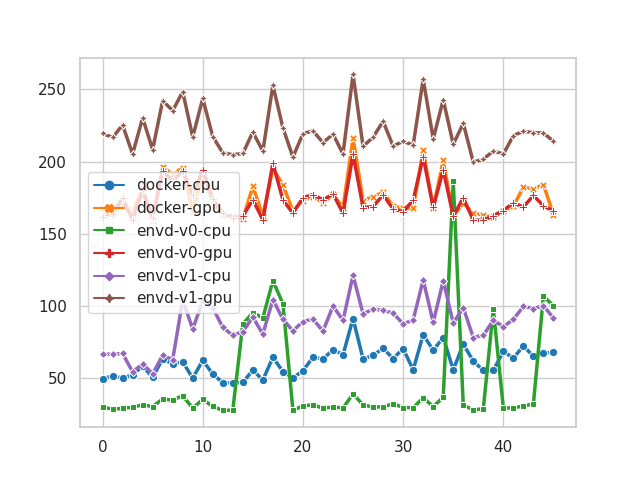 250
200
150
100
50
docker-cpu
docker-gpu
envd-v0-cpu
envd-v0-gpu
envd-v1-cpu
envd-v1-gpu
0 10 20 30 40